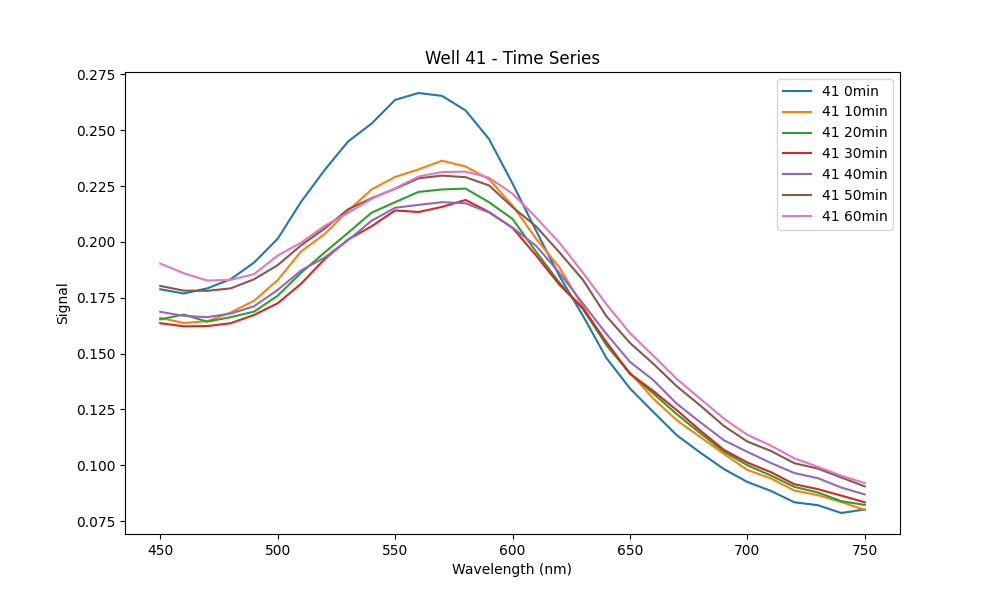 Well 41 - Time Series
0.275
0.250
0.225
0.200
0.175
0.150
0.125
0.100
0.075
Signal
41 0min
41 10min
41 20min
41 30min
41 40min
41 50min
41 60min
450 500 550 600 650 700 750
Wavelength (nm)